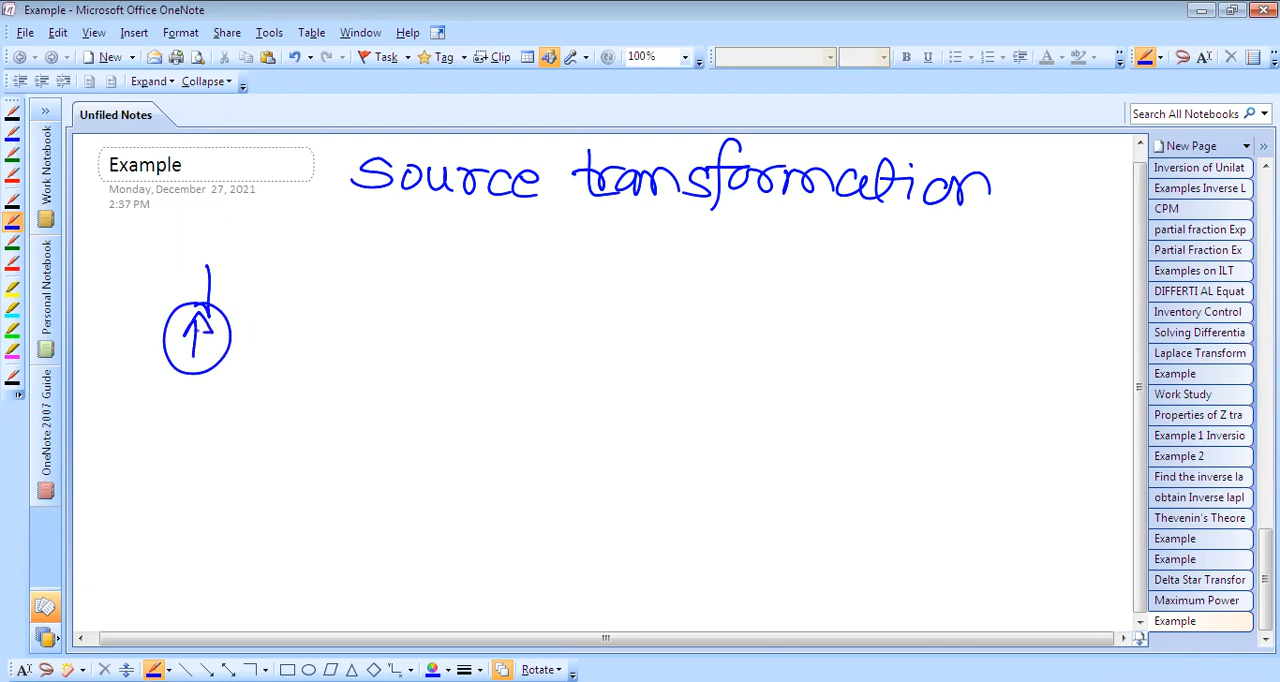 Example - Microsoft Office OneNote
File Edit View Insert Format Share Tools Table Window Help
New Task Tag Clip 100% B U A ab A
Expand Collapse
Unfiled Notes
Search All Notebooks
Example
Monday, December 27, 2021
2:37 PM
Source transformation
Work Notebook
Personal Notebook
OneNote 2007 Guide
New Page
Inversion of Unilat
Examples Inverse L
CPM
partial fraction Exp
Partial Fraction Ex
Examples on ILT
DIFFERTI AL Equat
Inventory Control
Solving Differentia
Laplace Transform
Example
Work Study
Properties of Z tra
Example 1 Inversio
Example 2
Find the inverse la
obtain Inverse lapl
Thevenin's Theore
Example
Example
Delta Star Transfor
Maximum Power
Example
A Rotate